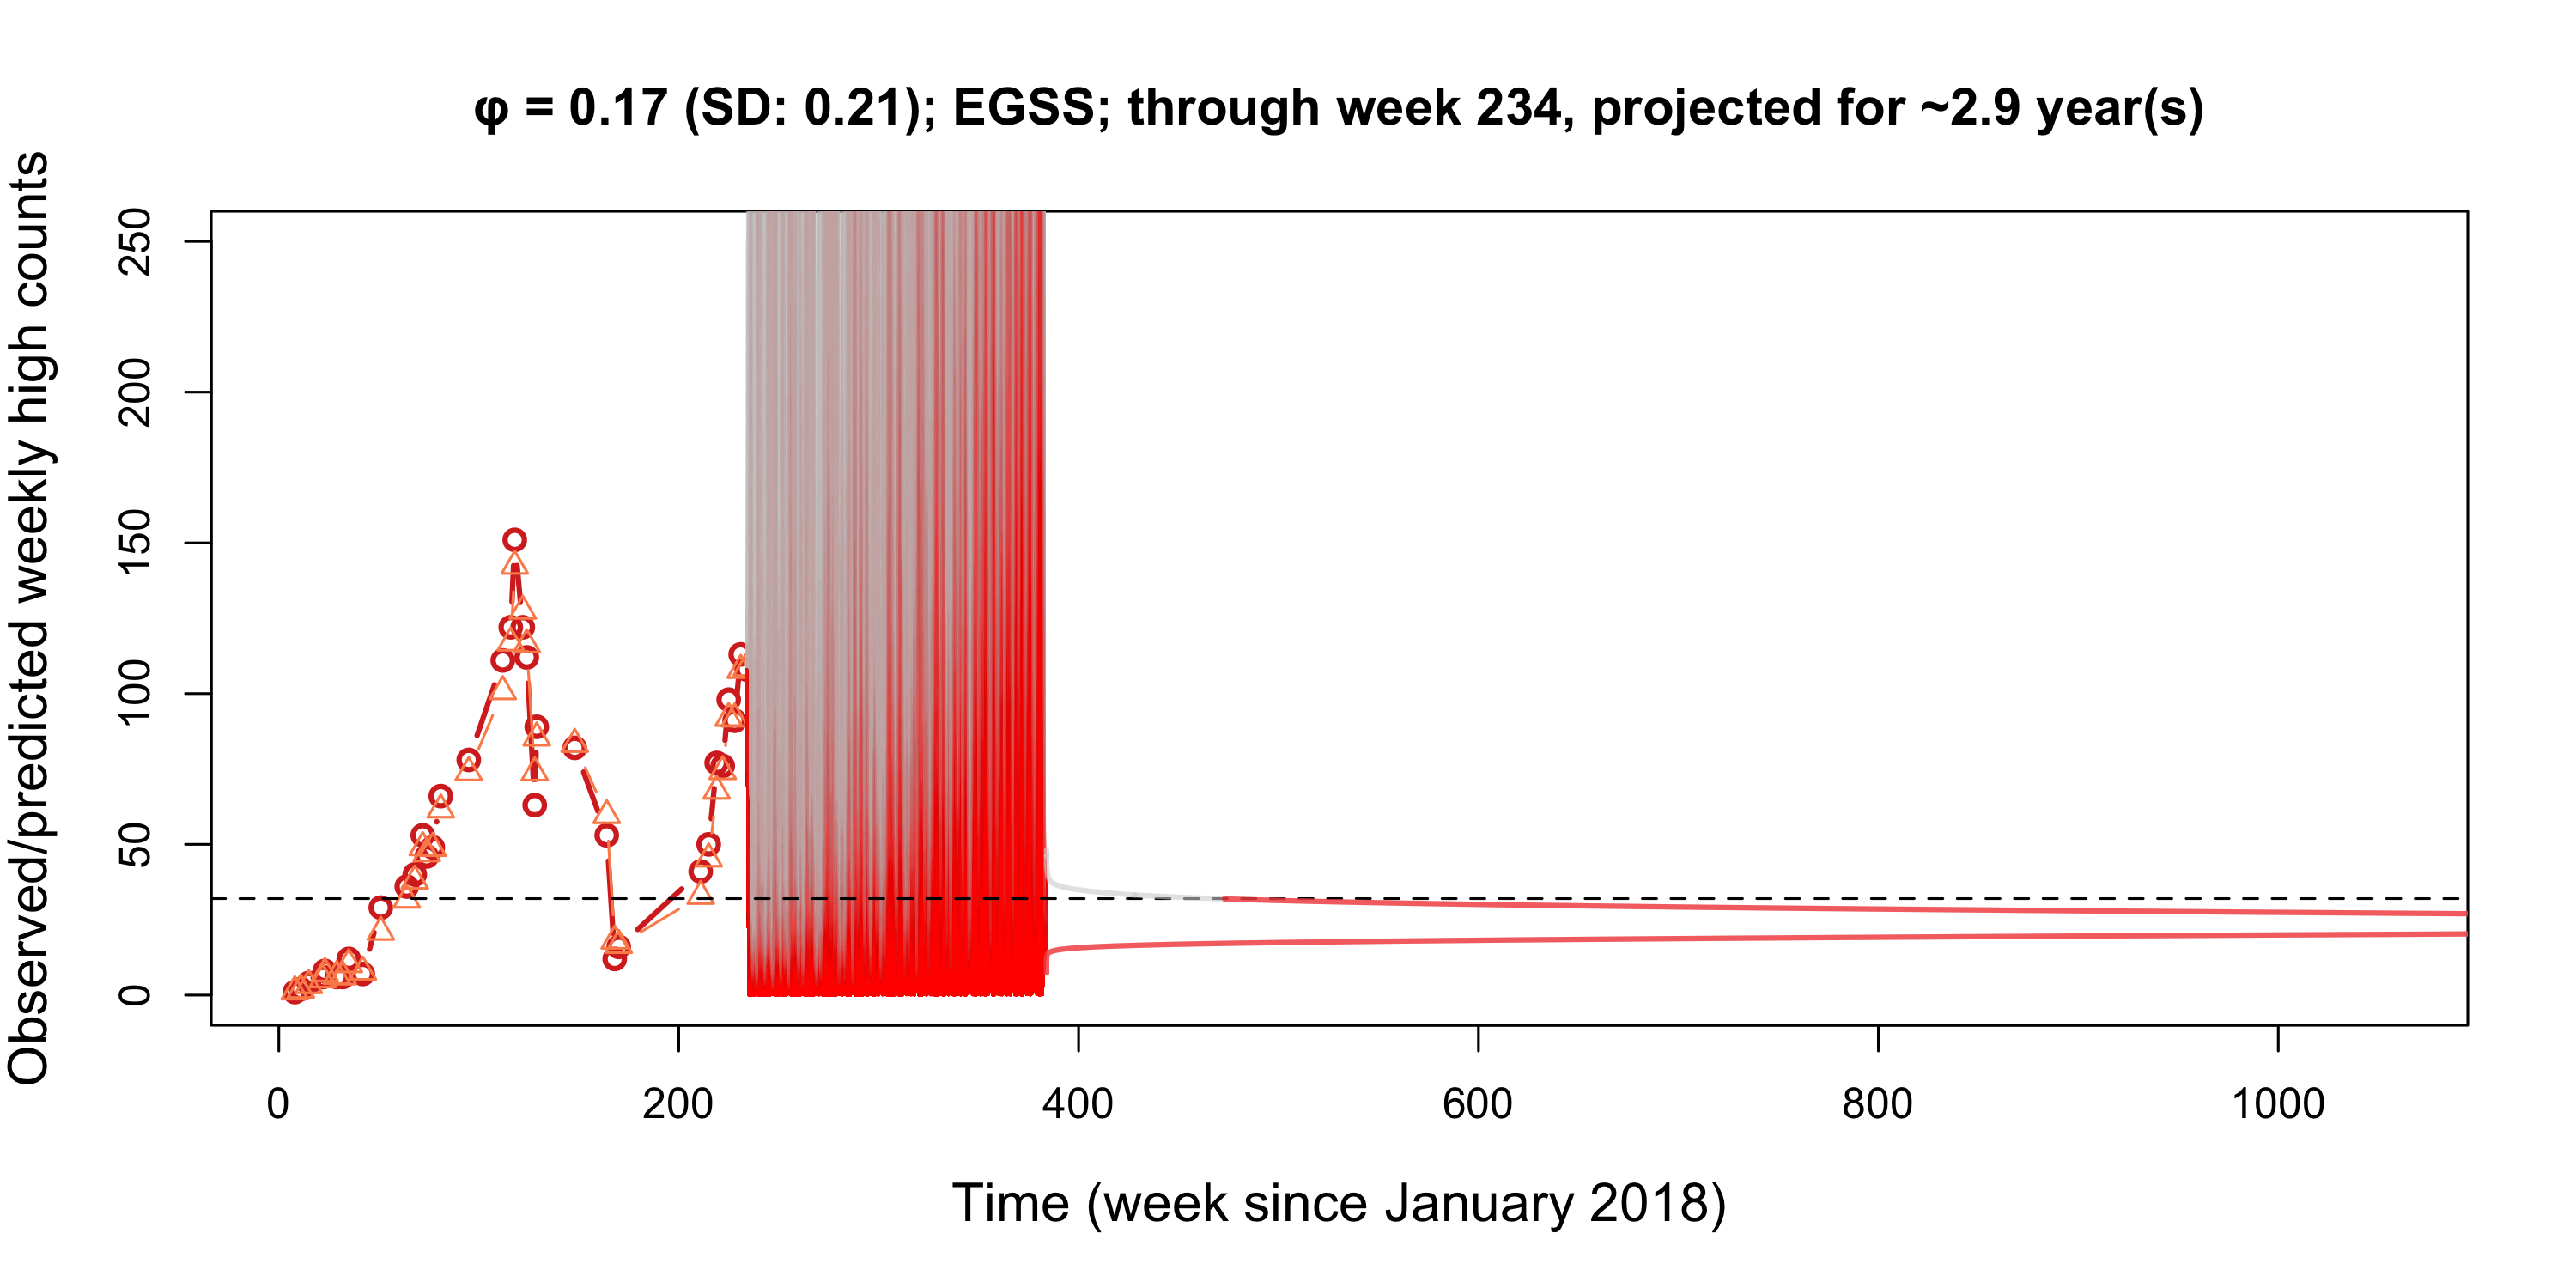 φ = 0.17 (SD: 0.21); EGSS; through week 234, projected for ~2.9 year(s)
Observed/predicted weekly high counts
250
200
150
100
50
0
0 200 400 600 800 1000
Time (week since January 2018)